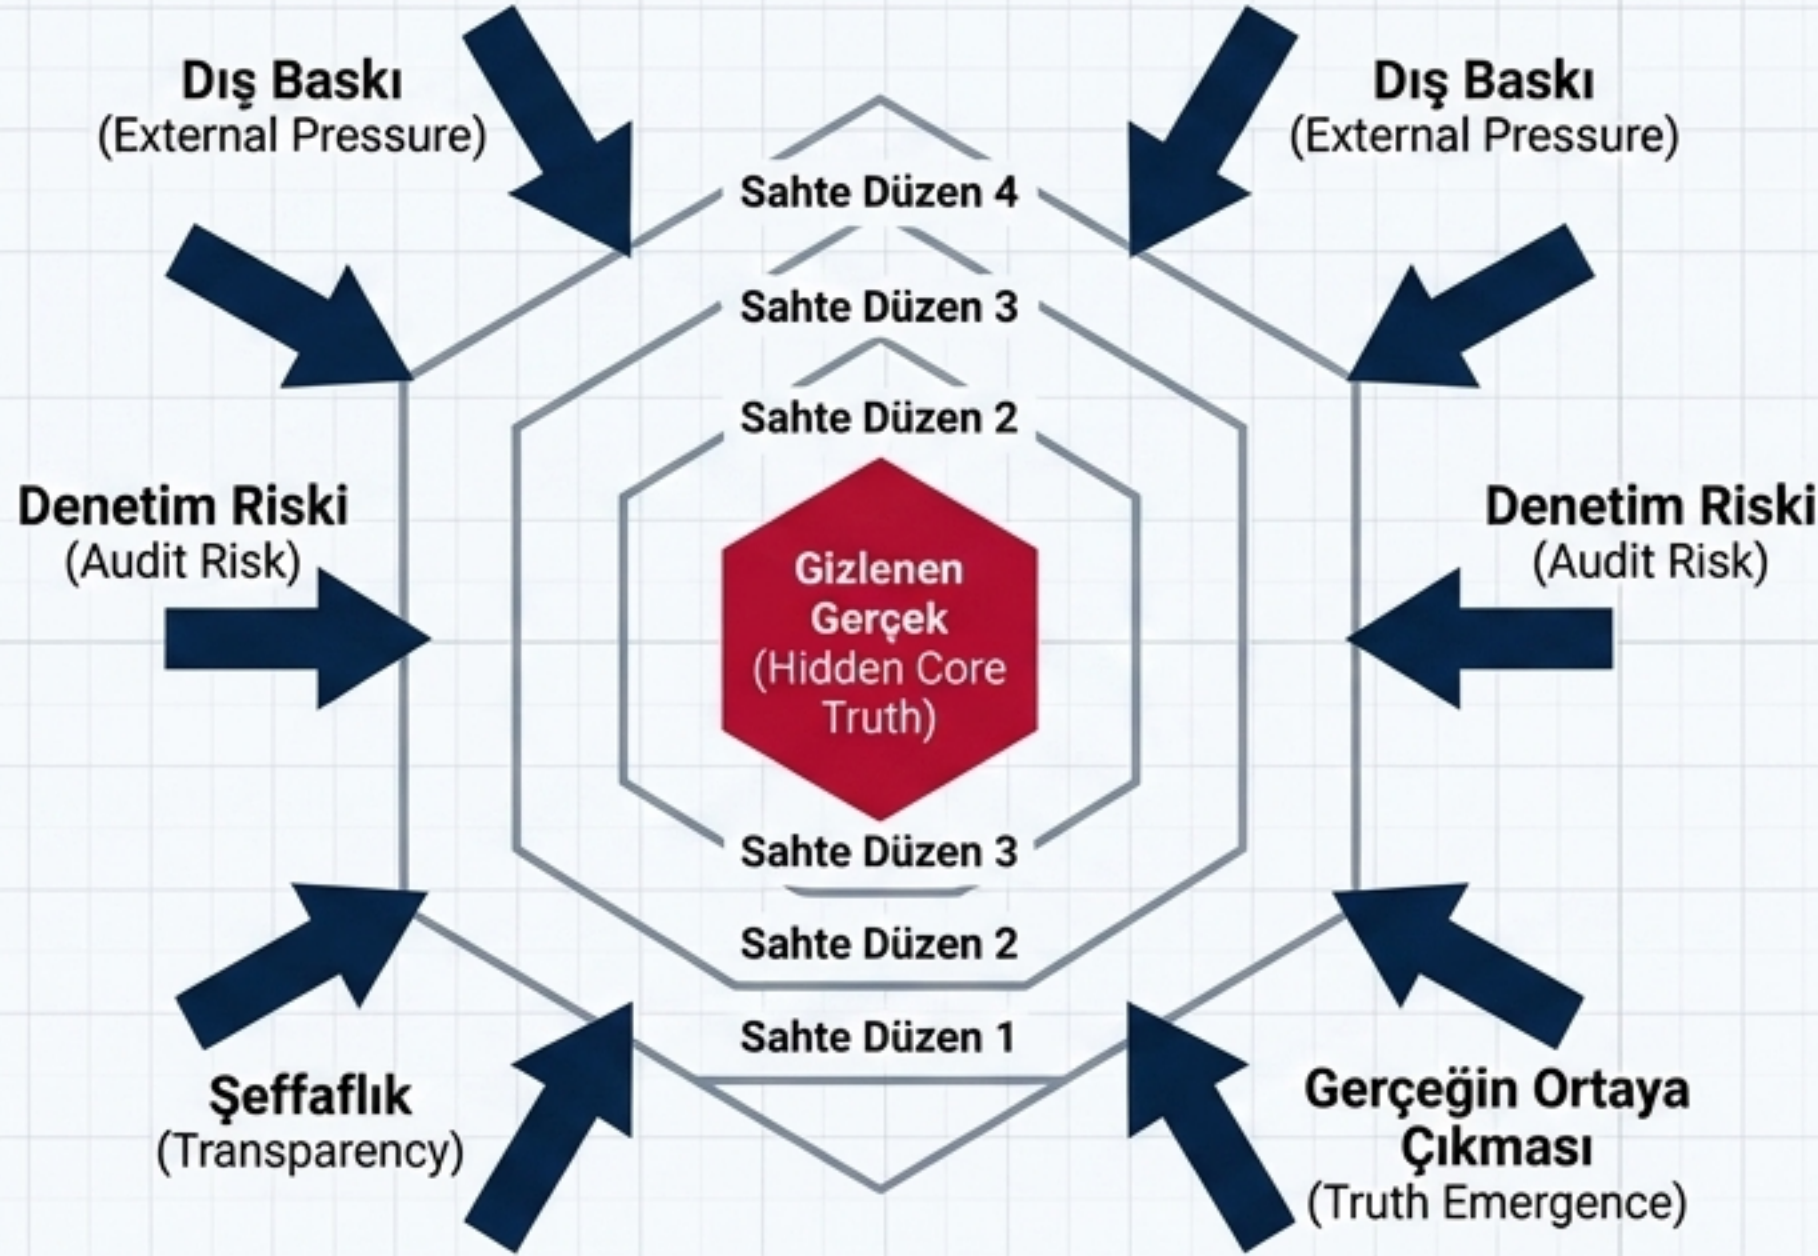 Dış Baskı
(External Pressure)
Dış Baskı
(External Pressure)
Sahte Düzen 4
Sahte Düzen 3
Sahte Düzen 2
Denetim Riski
(Audit Risk)
Gizlenen
Gerçek
(Hidden Core
Truth)
Denetim Riski
(Audit Risk)
Sahte Düzen 3
Sahte Düzen 2
Sahte Düzen 1
Şeffaflık
(Transparency)
Gerçeğin Ortaya
Çıkması
(Truth Emergence)